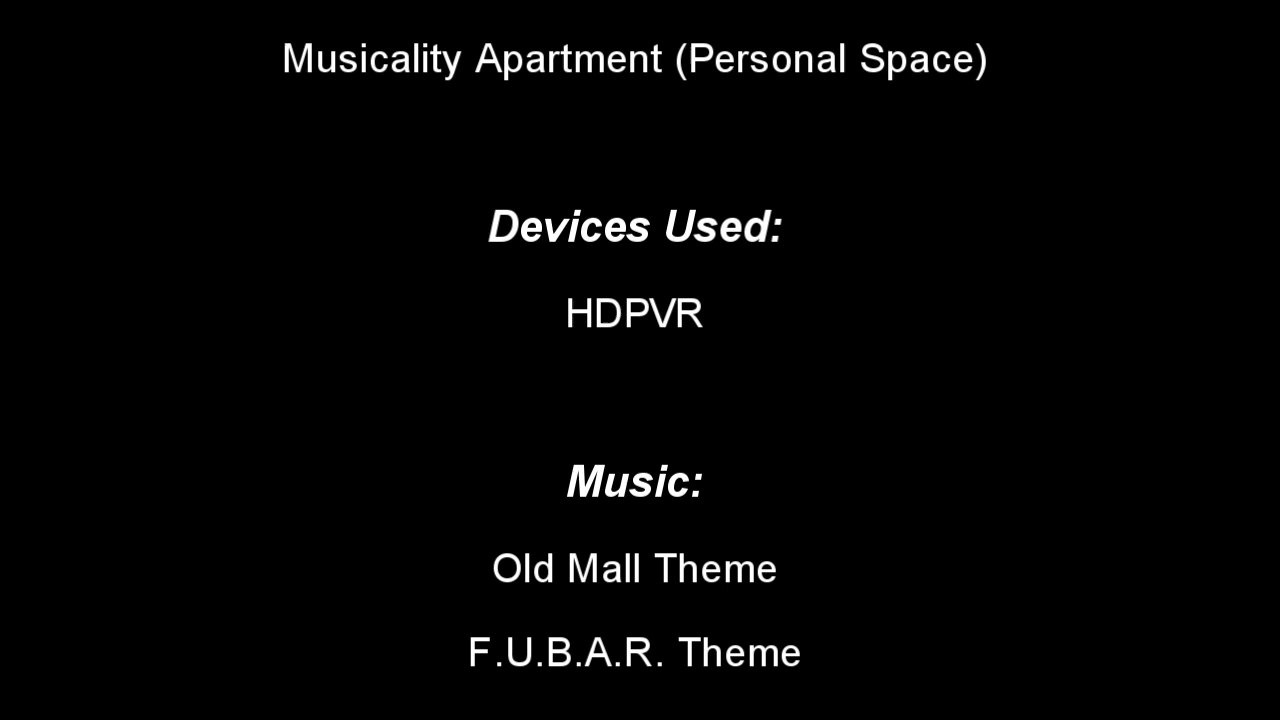 Musicality Apartment (Personal Space)
Devices Used:
HDPVR
Music:
Old Mall Theme
F.U.B.A.R. Theme